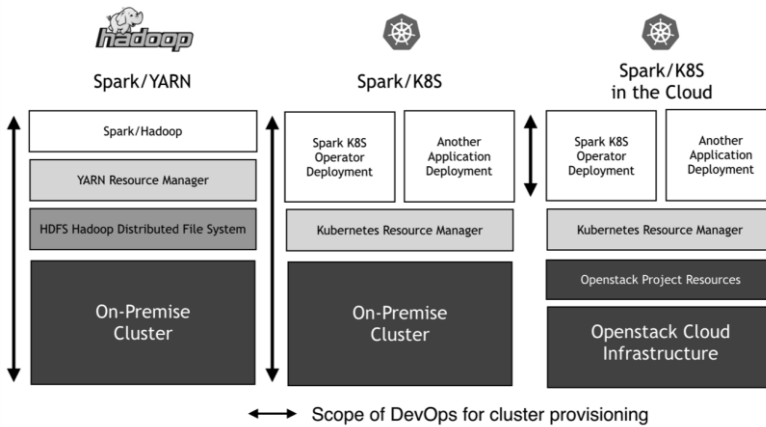 hadoop
Spark/YARN
Spark/Hadoop
YARN Resource Manager
HDFS Hadoop Distributed File System
On-Premise
Cluster
Spark/K8S
Spark K8S
Operator
Deployment
Another
Application
Deployment
Kubernetes Resource Manager
On-Premise
Cluster
Spark/K8S
in the Cloud
Spark K8S
Operator
Deployment
Another
Application
Deployment
Kubernetes Resource Manager
Openstack Project Resources
Openstack Cloud
Infrastructure
Scope of DevOps for cluster provisioning